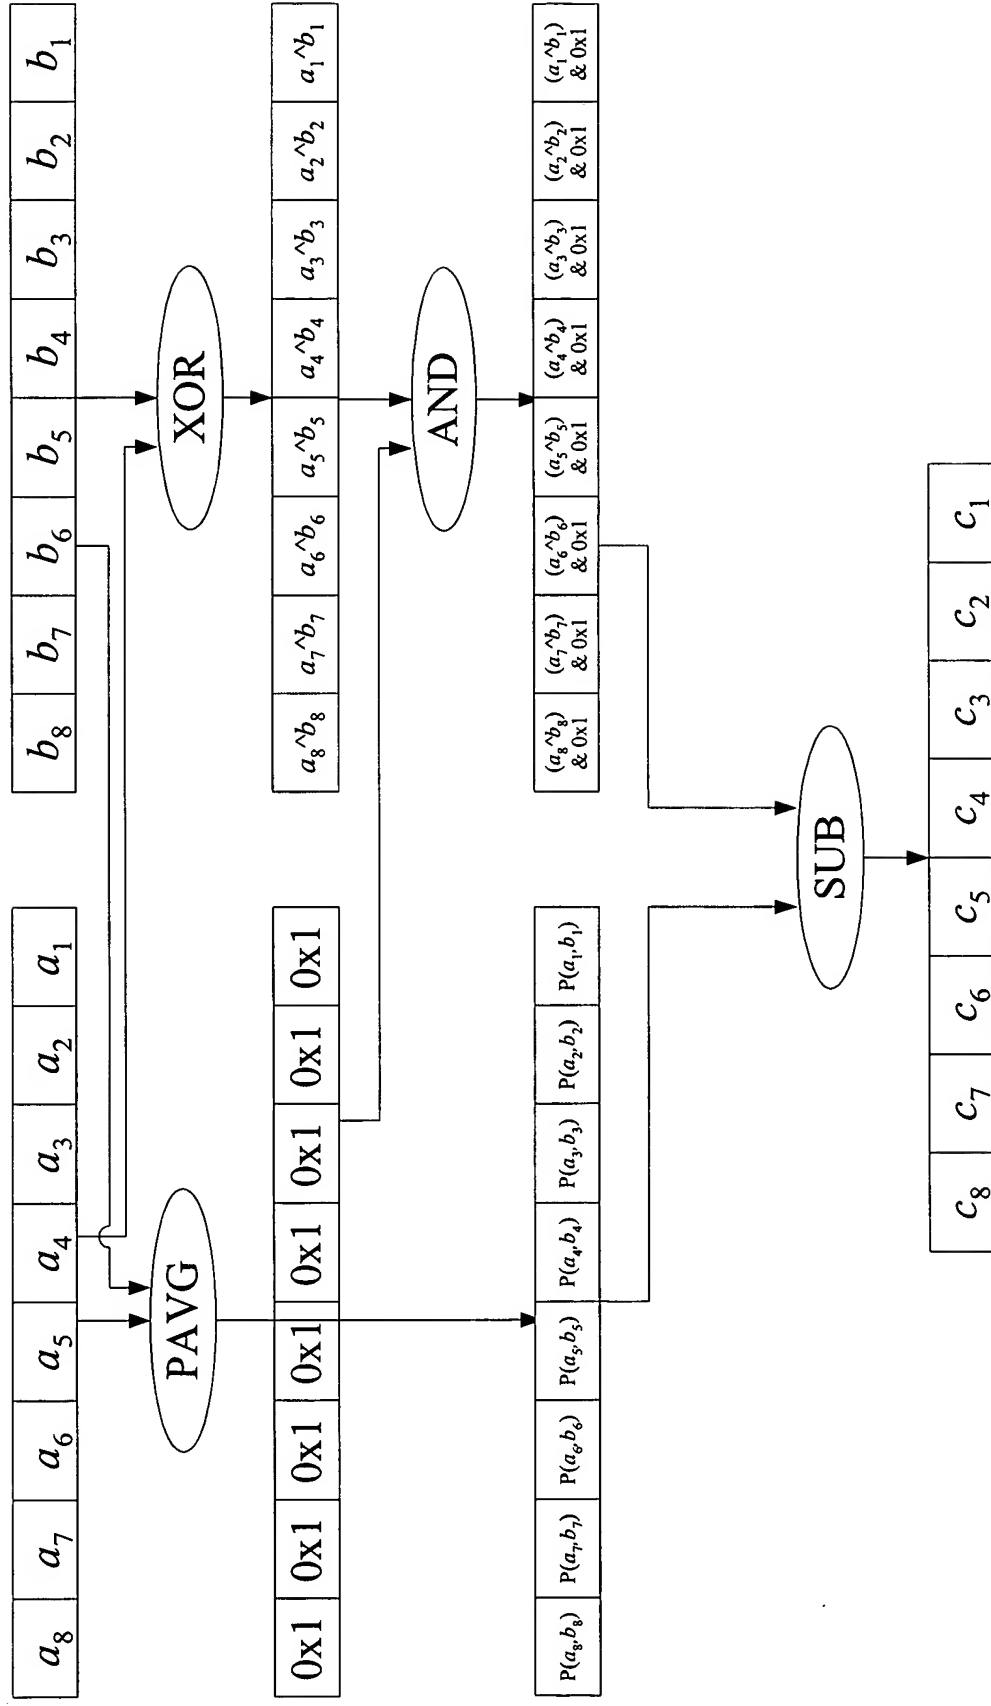 a₈ a₇ a₆ a₅ a₄ a₃ a₂ a₁
b₈ b₇ b₆ b₅ b₄ b₃ b₂ b₁
PAVG
XOR
0x1 0x1 0x1 0x1 0x1 0x1 0x1 0x1
a₈^b₈ a₇^b₇ a₆^b₆ a₅^b₅ a₄^b₄ a₃^b₃ a₂^b₂ a₁^b₁
AND
P(a₈,b₈) P(a₇,b₇) P(a₆,b₆) P(a₅,b₅) P(a₄,b₄) P(a₃,b₃) P(a₂,b₂) P(a₁,b₁)
(a₈^b₈) (a₇^b₇) (a₆^b₆) (a₅^b₅) (a₄^b₄) (a₃^b₃) (a₂^b₂) (a₁^b₁)
& 0x1 & 0x1 & 0x1 & 0x1 & 0x1 & 0x1 & 0x1 & 0x1
SUB
c₈ c₇ c₆ c₅ c₄ c₃ c₂ c₁